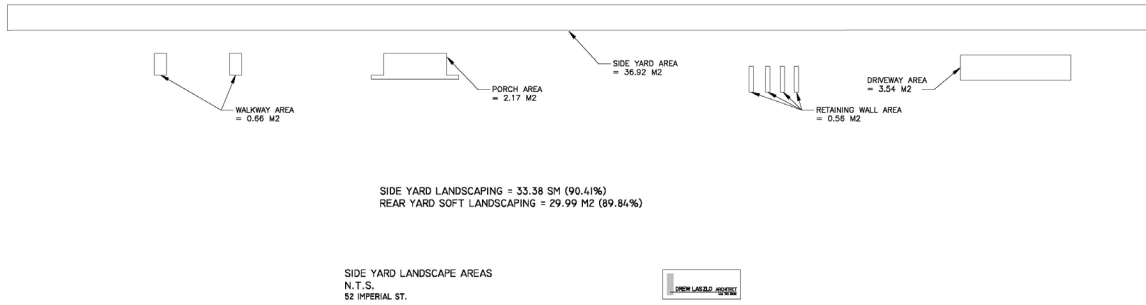 SIDE YARD AREA
= 36.92 M2
DRIVEWAY AREA
= 3.54 M2
PORCH AREA
= 2.17 M2
WALKWAY AREA
= 0.66 M2
RETAINING WALL AREA
= 0.56 M2
SIDE YARD LANDSCAPING = 33.38 SM (90.41%)
REAR YARD SOFT LANDSCAPING = 29.99 M2 (89.84%)
SIDE YARD LANDSCAPE AREAS
N.T.S.
52 IMPERIAL ST.
DREW LASZLO ARCHITECT